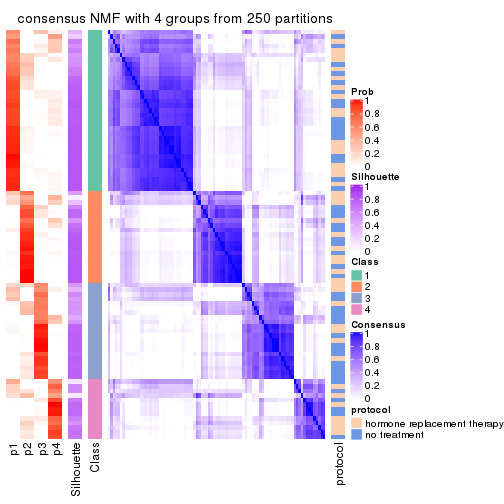 consensus NMF with 4 groups from 250 partitions
Prob
1
0.8
0.6
0.4
0.2
0
Silhouette
1
0.8
0.6
0.4
0.2
0
Class
1
2
3
4
Consensus
1
0.8
0.6
0.4
0.2
0
protocol
hormone replacement therapy
no treatment
p1
p2
p3
p4
Silhouette
Class
protocol